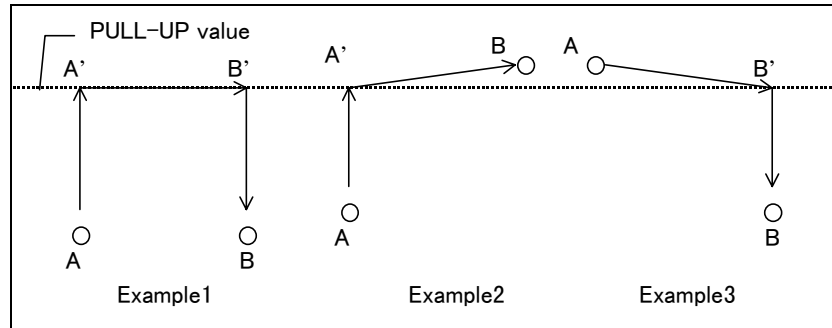 PULL-UP value
A' B' A' B A B'
A B A B
Example1 Example2 Example3